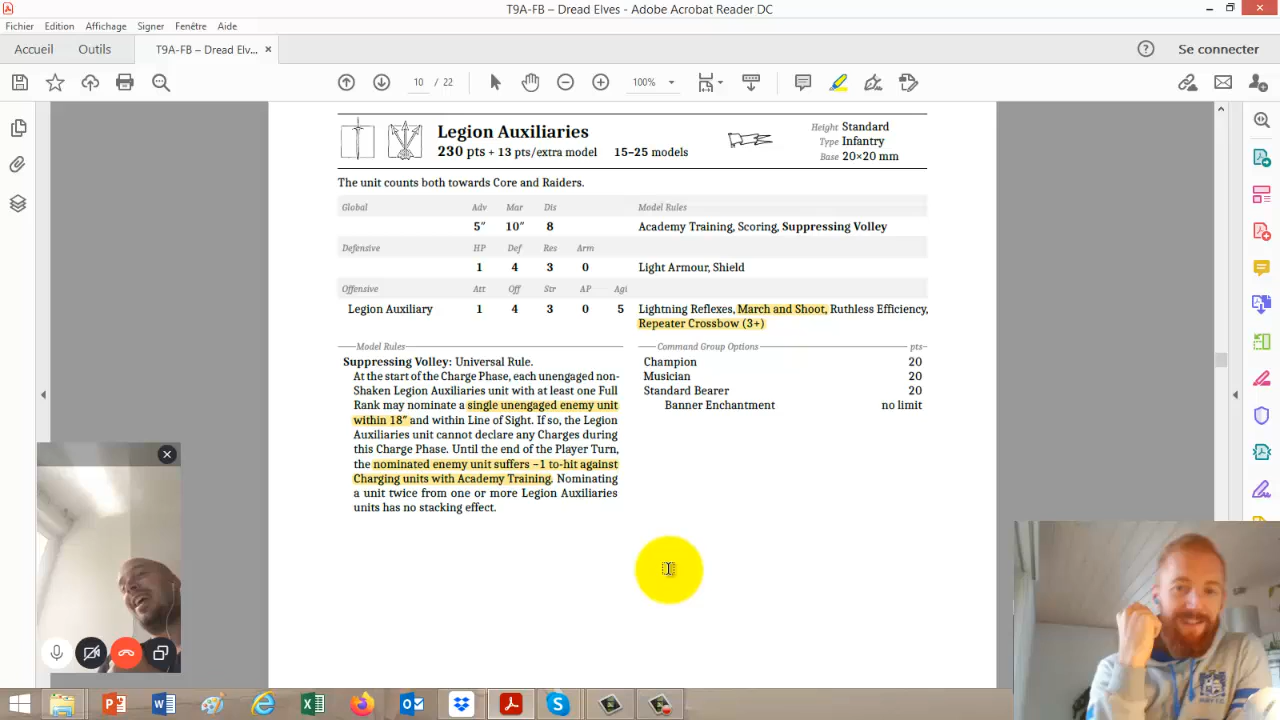 T9A-FB – Dread Elves - Adobe Acrobat Reader DC
Fichier Edition Affichage Signer Fenêtre Aide
Accueil Outils T9A-FB – Dread Elv... × Se connecter
10 / 22 100%
Legion Auxiliaries
230 pts + 13 pts/extra model 15–25 models
Height Standard
Type Infantry
Base 20×20 mm
The unit counts both towards Core and Raiders.
Global Adv Mar Dis Model Rules
5″ 10″ 8 Academy Training, Scoring, Suppressing Volley
Defensive HP Def Res Arm
1 4 3 0 Light Armour, Shield
Offensive Att Off Str AP Agi
Legion Auxiliary 1 4 3 0 5 Lightning Reflexes, March and Shoot, Ruthless Efficiency,
Repeater Crossbow (3+)
Model Rules
Suppressing Volley: Universal Rule.
At the start of the Charge Phase, each unengaged non-
Shaken Legion Auxiliaries unit with at least one Full
Rank may nominate a single unengaged enemy unit
within 18″ and within Line of Sight. If so, the Legion
Auxiliaries unit cannot declare any Charges during
this Charge Phase. Until the end of the Player Turn,
the nominated enemy unit suffers −1 to-hit against
Charging units with Academy Training. Nominating
a unit twice from one or more Legion Auxiliaries
units has no stacking effect.
Command Group Options pts
Champion 20
Musician 20
Standard Bearer 20
Banner Enchantment no limit